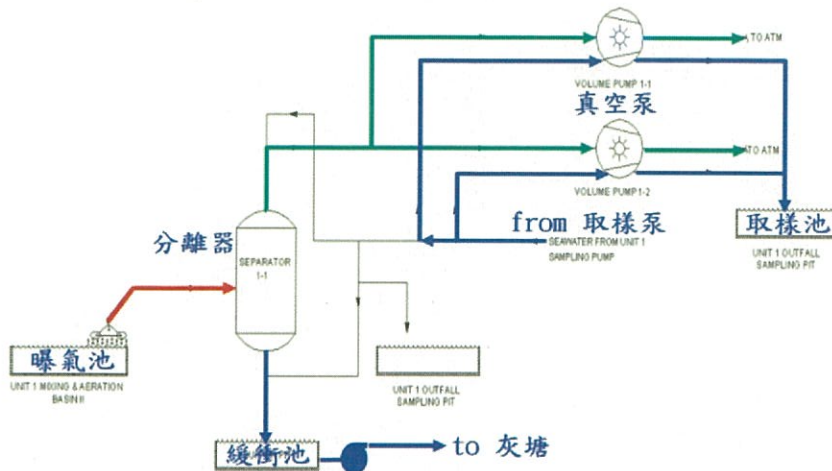 TO ATM
VOLUME PUMP 1-1
真空泵
TO ATM
VOLUME PUMP 1-2
from 取樣泵
SEAWATER FROM UNIT 1
SAMPLING PUMP
取樣池
UNIT 1 OUTFALL
SAMPLING PIT
分離器
SEPARATOR
1-1
曝氣池
UNIT 1 MIXING & AERATION
BASIN II
UNIT 1 OUTFALL
SAMPLING PIT
緩衝池
to 灰塘